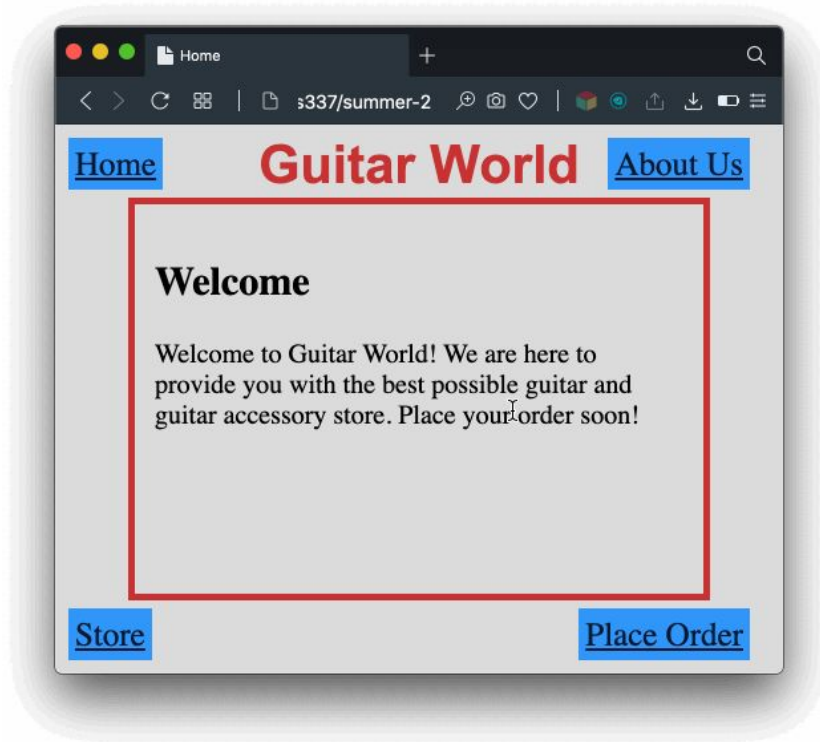 Home
s337/summer-2
Home
Guitar World
About Us
Welcome
Welcome to Guitar World! We are here to
provide you with the best possible guitar and
guitar accessory store. Place your order soon!
Store
Place Order